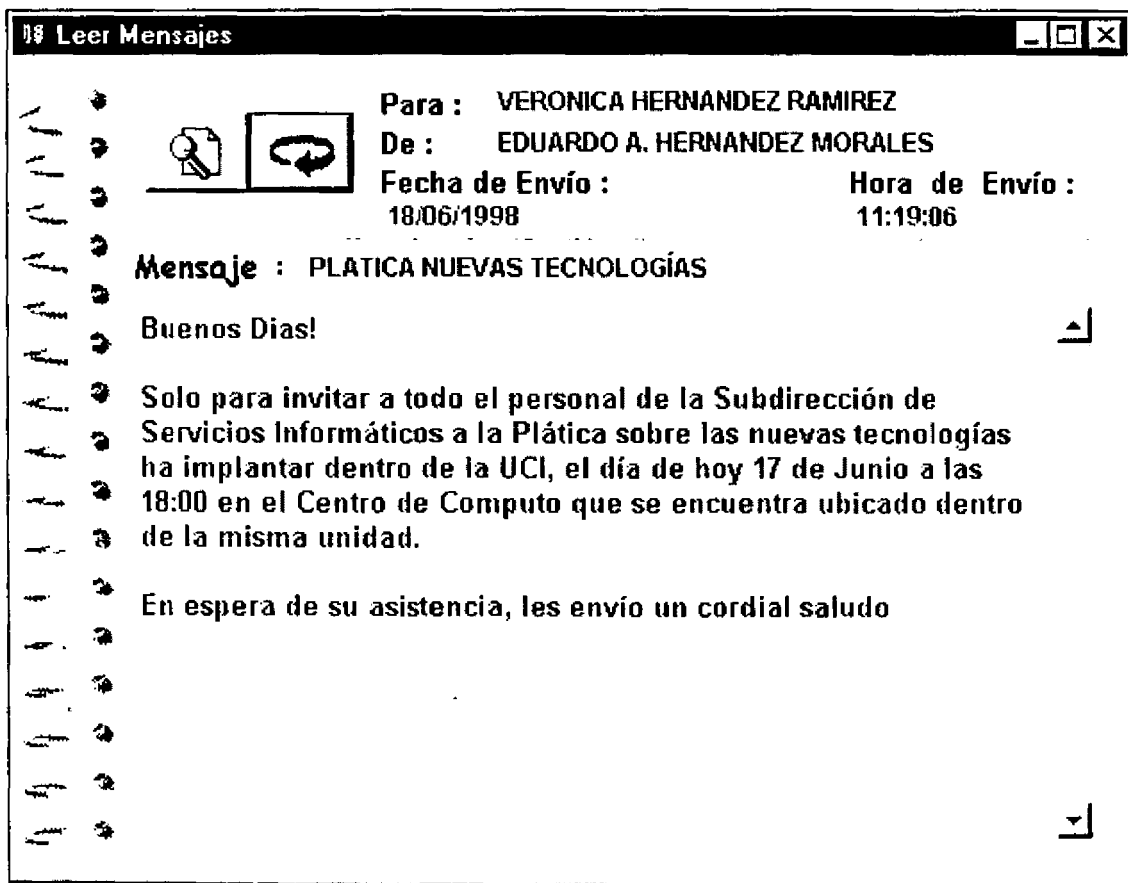 Leer Mensajes
Para : VERONICA HERNANDEZ RAMIREZ
De : EDUARDO A. HERNANDEZ MORALES
Fecha de Envío : Hora de Envío :
18/06/1998 11:19:06
Mensaje : PLATICA NUEVAS TECNOLOGÍAS
Buenos Dias!
Solo para invitar a todo el personal de la Subdirección de
Servicios Informáticos a la Plática sobre las nuevas tecnologías
ha implantar dentro de la UCI, el día de hoy 17 de Junio a las
18:00 en el Centro de Computo que se encuentra ubicado dentro
de la misma unidad.
En espera de su asistencia, les envío un cordial saludo